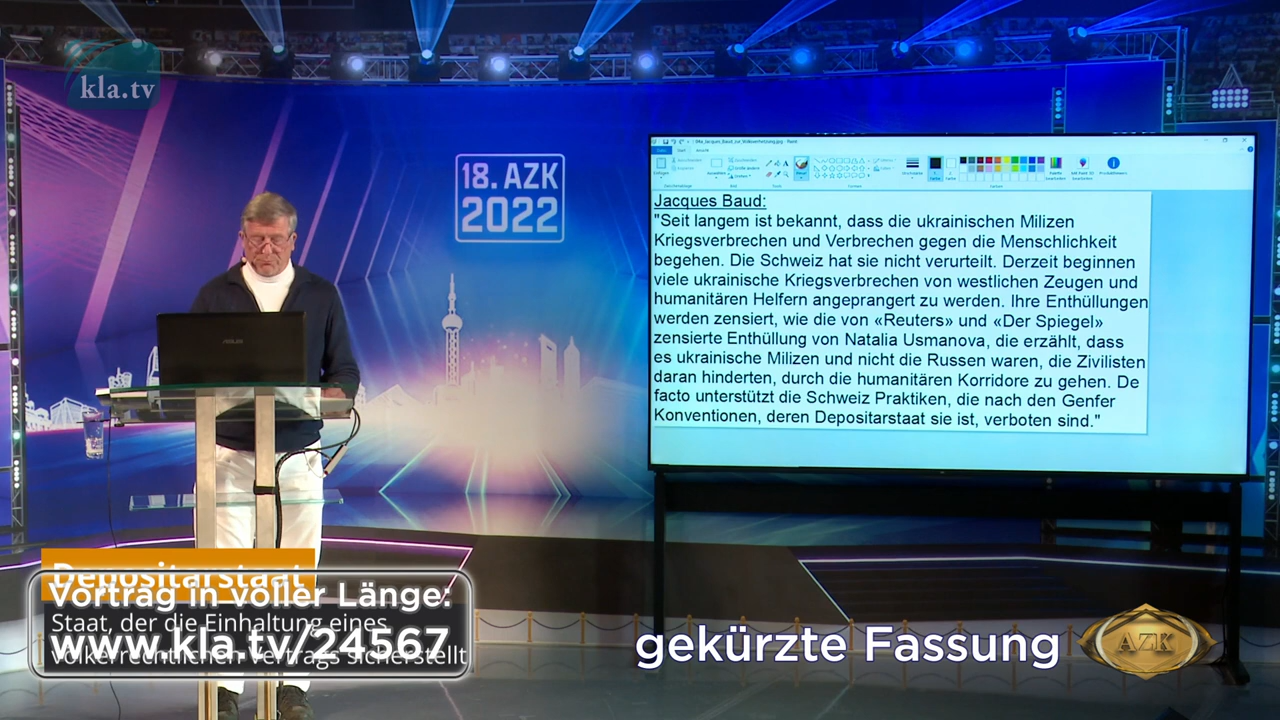 kla.tv
18. AZK
2022
Jacques Baud:
"Seit langem ist bekannt, dass die ukrainischen Milizen
Kriegsverbrechen und Verbrechen gegen die Menschlichkeit
begehen. Die Schweiz hat sie nicht verurteilt. Derzeit beginnen
viele ukrainische Kriegsverbrechen von westlichen Zeugen und
humanitären Helfern angeprangert zu werden. Ihre Enthüllungen
werden zensiert, wie die von «Reuters» und «Der Spiegel»
zensierte Enthüllung von Natalia Usmanova, die erzählt, dass
es ukrainische Milizen und nicht die Russen waren, die Zivilisten
daran hinderten, durch die humanitären Korridore zu gehen. De
facto unterstützt die Schweiz Praktiken, die nach den Genfer
Konventionen, deren Depositarstaat sie ist, verboten sind."
ASUS
Depositarstaat
Vortrag in voller Länge:
Staat, der die Einhaltung eines
www.kla.tv/24567
völkerrechtlichen Vertrags sicherstellt
gekürzte Fassung
AZK